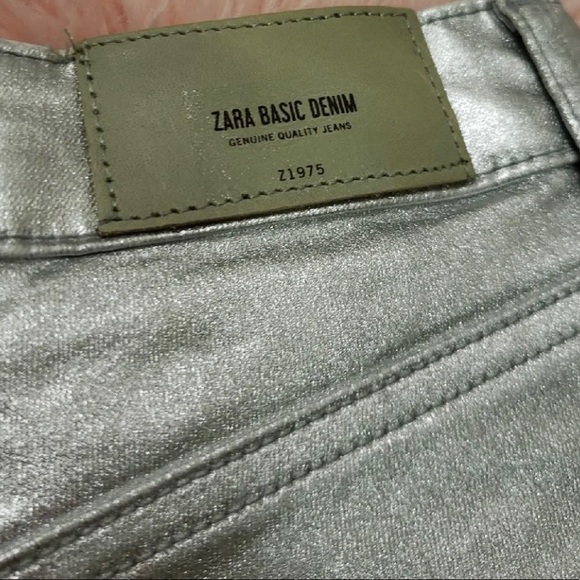 ZARA BASIC DENIM
GENUINE QUALITY JEANS
Z1975